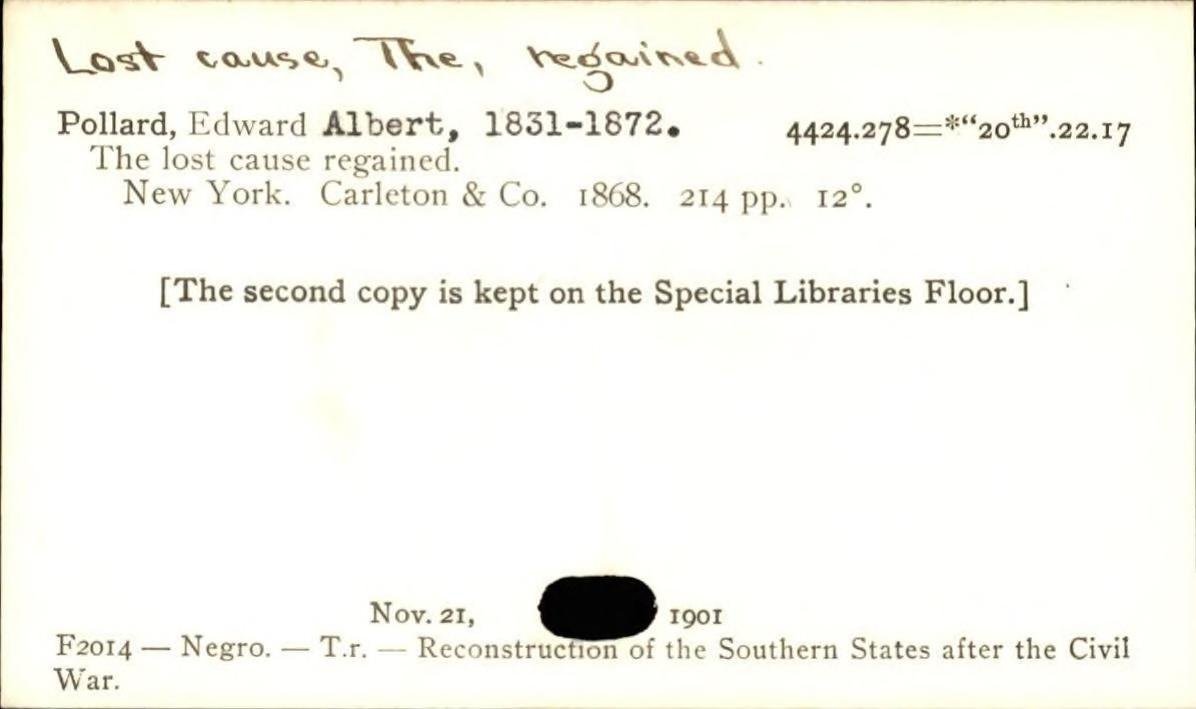 Lost cause, The, regained.
Pollard, Edward Albert, 1831-1872. 4424.278=*“20th”.22.17
The lost cause regained.
New York. Carleton & Co. 1868. 214 pp. 12°.
[The second copy is kept on the Special Libraries Floor.]
Nov. 21, 1901
F2014 — Negro. — T.r. — Reconstruction of the Southern States after the Civil
War.